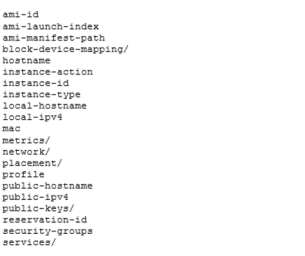 ami-id
ami-launch-index
ami-manifest-path
block-device-mapping/
hostname
instance-action
instance-id
instance-type
local-hostname
local-ipv4
mac
metrics/
network/
placement/
profile
public-hostname
public-ipv4
public-keys/
reservation-id
security-groups
services/